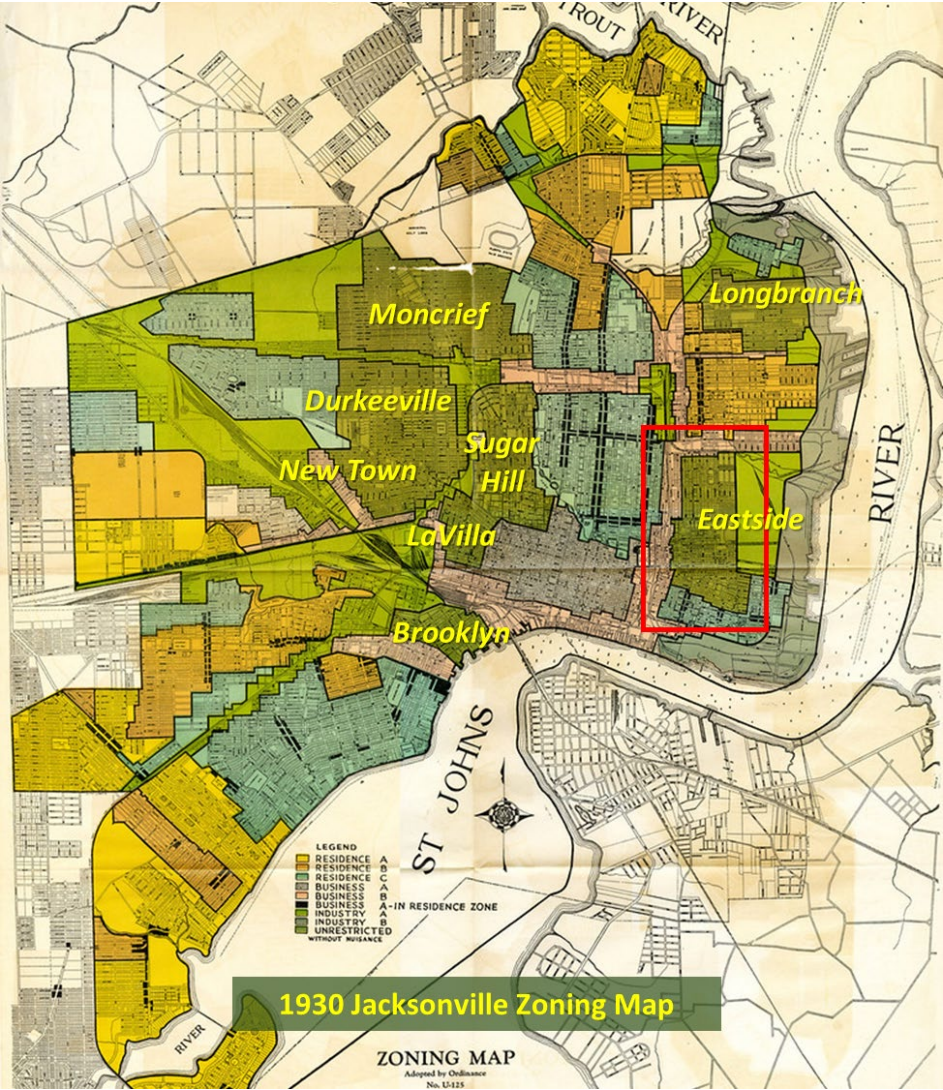 TROUT
RIVER
Moncrief
Longbranch
Durkeeville
Sugar
Hill
New Town
RIVER
Eastside
LaVilla
Brooklyn
ST JOHNS
LEGEND
RESIDENCE A
RESIDENCE B
RESIDENCE C
BUSINESS A
BUSINESS B
BUSINESS A-IN RESIDENCE ZONE
INDUSTRY A
INDUSTRY B
UNRESTRICTED
WITHOUT NUISANCE
1930 Jacksonville Zoning Map
RIVER
ZONING MAP
Adopted by Ordinance
No. U-125